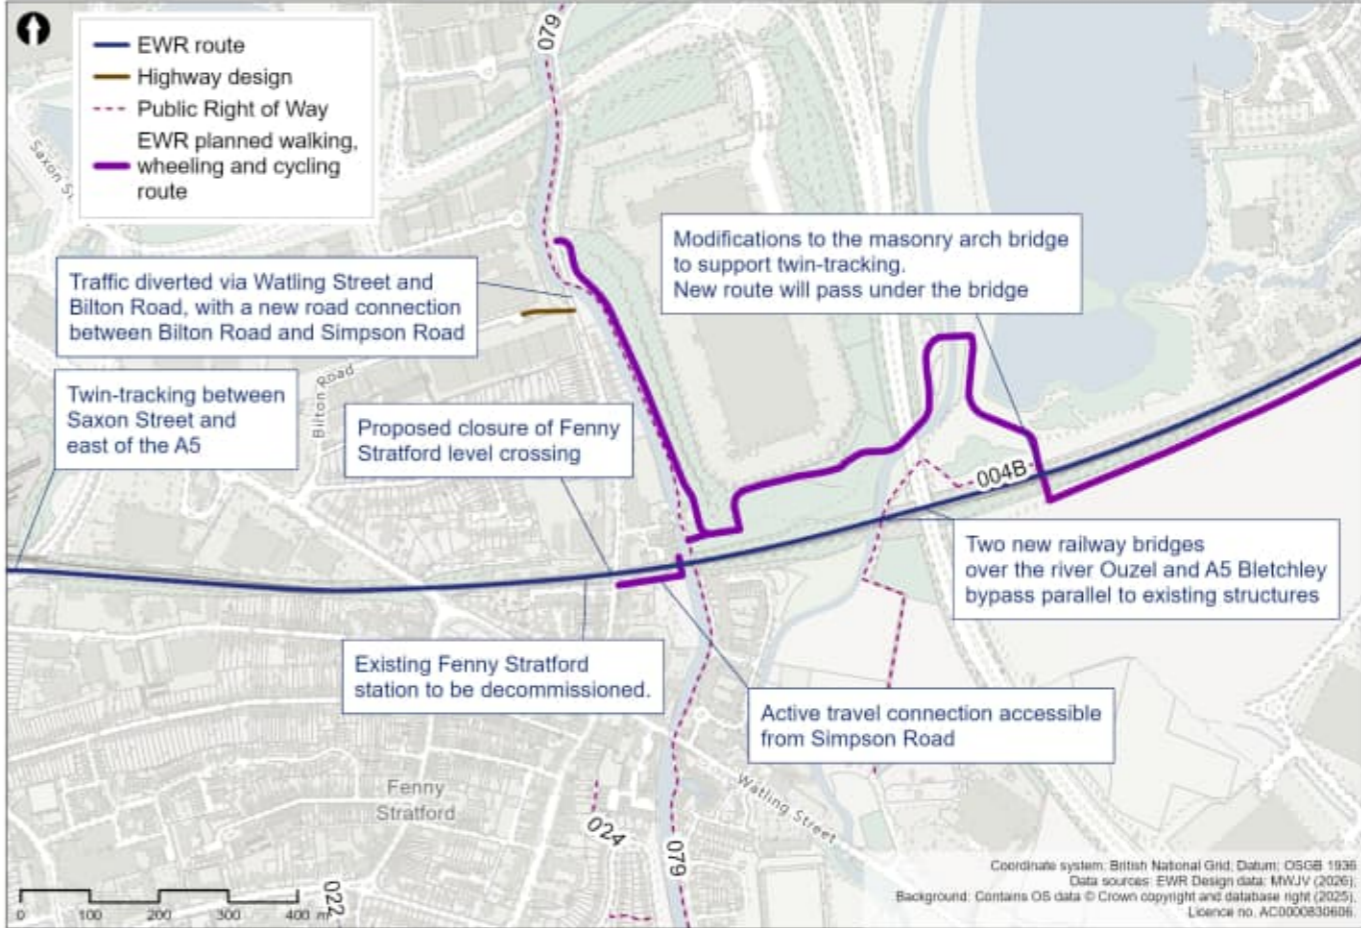 EWR route
Highway design
Public Right of Way
EWR planned walking,
wheeling and cycling
route
079
Saxon St
Modifications to the masonry arch bridge
to support twin-tracking.
New route will pass under the bridge
Traffic diverted via Watling Street and
Bilton Road, with a new road connection
between Bilton Road and Simpson Road
Twin-tracking between
Saxon Street and
east of the A5
Bilton Road
Proposed closure of Fenny
Stratford level crossing
004B
Two new railway bridges
over the river Ouzel and A5 Bletchley
bypass parallel to existing structures
Existing Fenny Stratford
station to be decommissioned.
Active travel connection accessible
from Simpson Road
Fenny
Stratford
Watling Street
024
079
022
0 100 200 300 400 m
Coordinate system: British National Grid; Datum: OSGB 1936
Data sources: EWR Design data: MWJV (2026);
Background: Contains OS data © Crown copyright and database right (2025);
Licence no. AC0000830606.